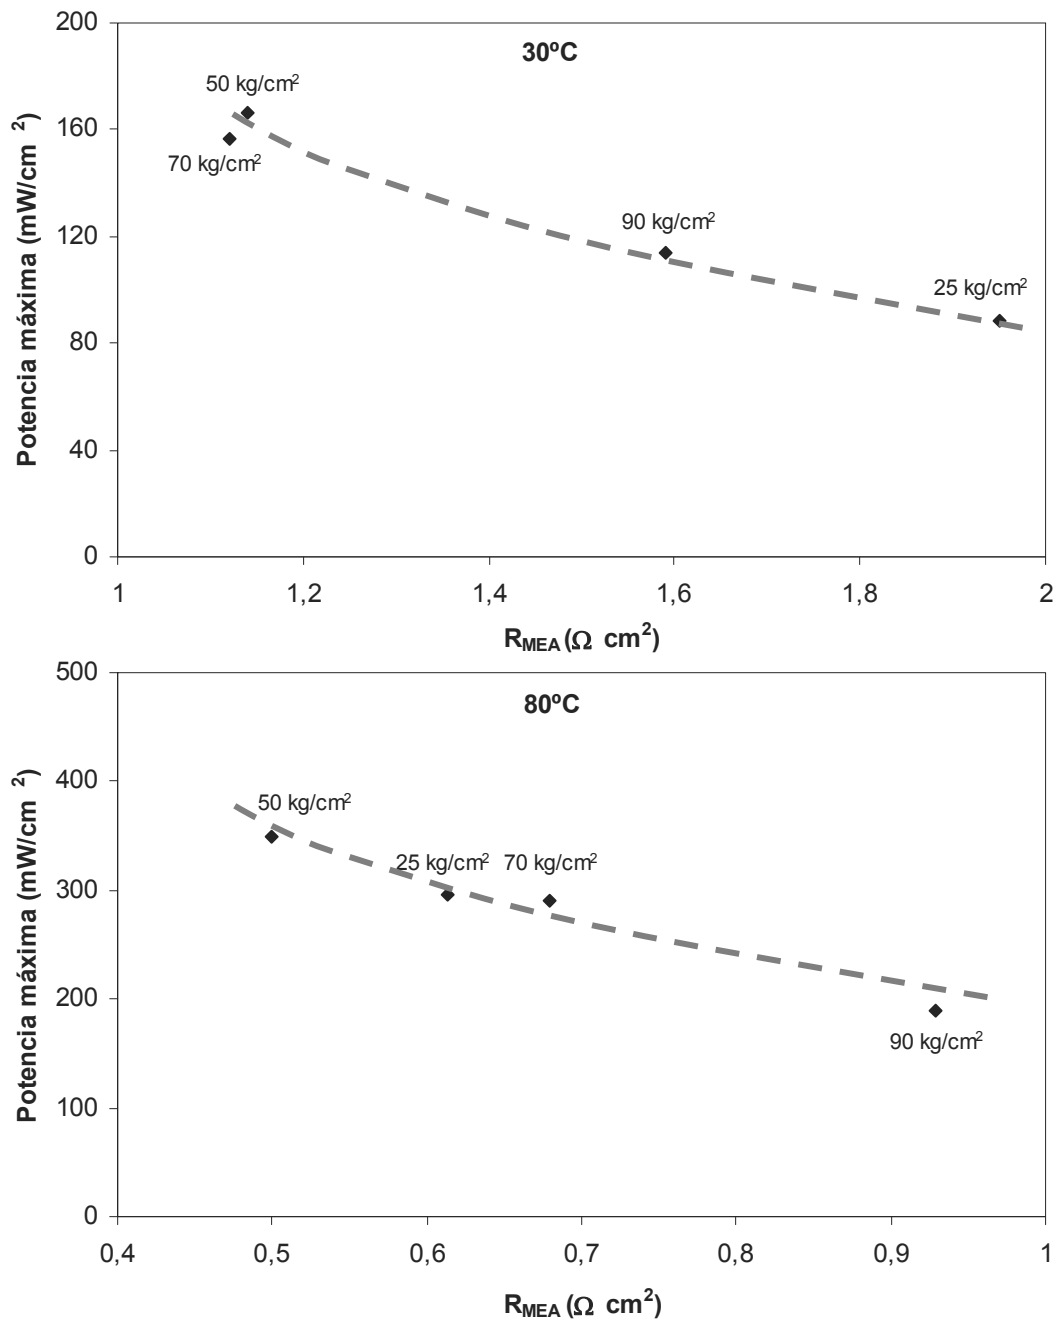 30ºC
200
160
120
80
40
0
Potencia máxima (mW/cm ²)
50 kg/cm²
70 kg/cm²
90 kg/cm²
25 kg/cm²
1 1,2 1,4 1,6 1,8 2
R_MEA (Ω cm²)
80ºC
500
400
300
200
100
0
Potencia máxima (mW/cm ²)
50 kg/cm²
25 kg/cm² 70 kg/cm²
90 kg/cm²
0,4 0,5 0,6 0,7 0,8 0,9 1
R_MEA (Ω cm²)